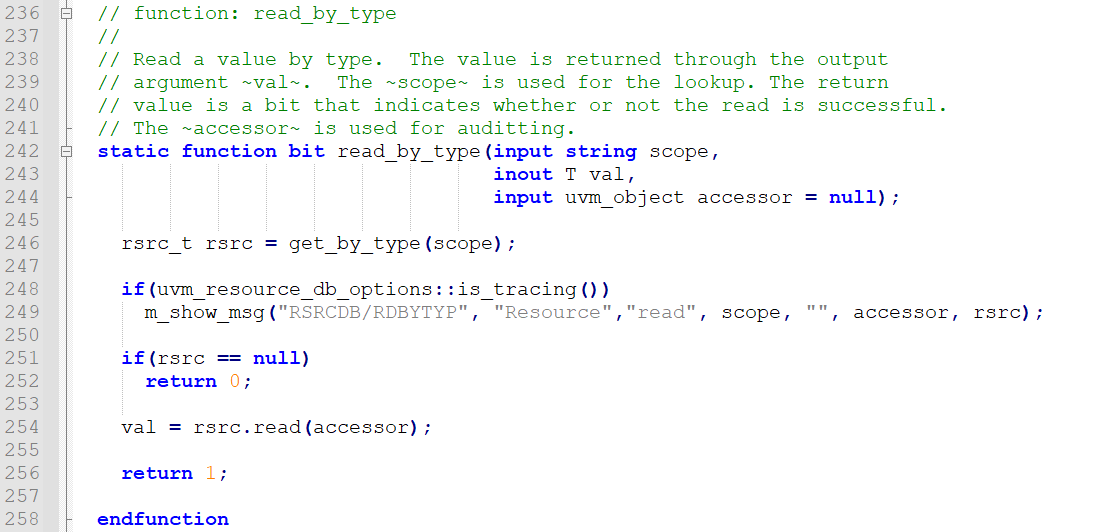 236 // function: read_by_type
237 //
238 // Read a value by type.  The value is returned through the output
239 // argument ~val~.  The ~scope~ is used for the lookup. The return
240 // value is a bit that indicates whether or not the read is successful.
241 // The ~accessor~ is used for auditting.
242 static function bit read_by_type(input string scope,
243                                  inout T val,
244                                  input uvm_object accessor = null);
245
246   rsrc_t rsrc = get_by_type(scope);
247
248   if(uvm_resource_db_options::is_tracing())
249     m_show_msg("RSRCDB/RDBYTYP", "Resource","read", scope, "", accessor, rsrc);
250
251   if(rsrc == null)
252     return 0;
253
254   val = rsrc.read(accessor);
255
256   return 1;
257
258 endfunction